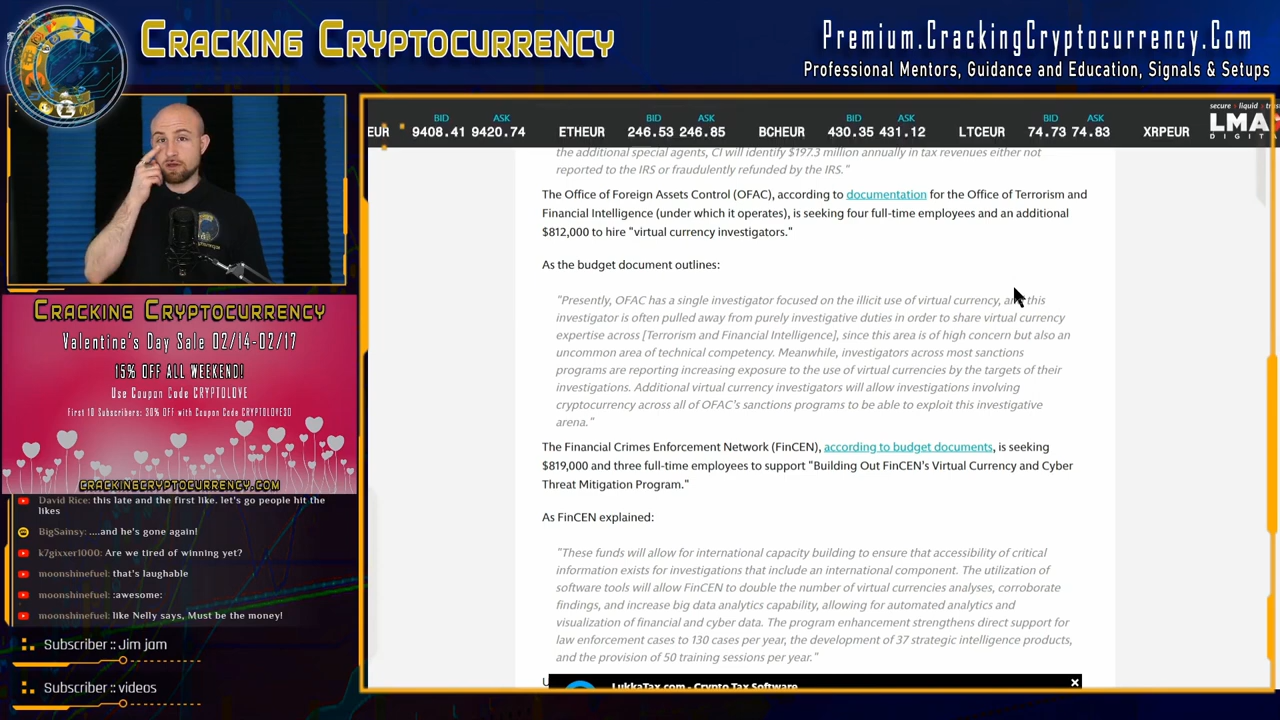 CRACKING CRYPTOCURRENCY
Premium.CrackingCryptocurrency.Com
Professional Mentors, Guidance and Education, Signals & Setups
BID ASK BID ASK BID ASK BID ASK
EUR 9408.41 9420.74 ETHEUR 246.53 246.85 BCHEUR 430.35 431.12 LTCEUR 74.73 74.83 XRPEUR
secure liquid
LMA
DIGIT
the additional special agents, CI will identify $197.3 million annually in tax revenues either not
reported to the IRS or fraudulently refunded by the IRS."
The Office of Foreign Assets Control (OFAC), according to documentation for the Office of Terrorism and
Financial Intelligence (under which it operates), is seeking four full-time employees and an additional
$812,000 to hire "virtual currency investigators."
As the budget document outlines:
"Presently, OFAC has a single investigator focused on the illicit use of virtual currency, and this
investigator is often pulled away from purely investigative duties in order to share virtual currency
expertise across [Terrorism and Financial Intelligence], since this area is of high concern but also an
uncommon area of technical competency. Meanwhile, investigators across most sanctions
programs are reporting increasing exposure to the use of virtual currencies by the targets of their
investigations. Additional virtual currency investigators will allow investigations involving
cryptocurrency across all of OFAC's sanctions programs to be able to exploit this investigative
arena."
The Financial Crimes Enforcement Network (FinCEN), according to budget documents, is seeking
$819,000 and three full-time employees to support "Building Out FinCEN's Virtual Currency and Cyber
Threat Mitigation Program."
As FinCEN explained:
"These funds will allow for international capacity building to ensure that accessibility of critical
information exists for investigations that include an international component. The utilization of
software tools will allow FinCEN to double the number of virtual currencies analyses, corroborate
findings, and increase big data analytics capability, allowing for automated analytics and
visualization of financial and cyber data. The program enhancement strengthens direct support for
law enforcement cases to 130 cases per year, the development of 37 strategic intelligence products,
and the provision of 50 training sessions per year."
LukkaTax.com - Crypto Tax Software
CRACKING CRYPTOCURRENCY
Valentine's Day Sale 02/14-02/17
15% OFF ALL WEEKEND!
Use Coupon Code CRYPTOLOVE
First 10 Subscribers: 30% OFF with Coupon Code CRYPTOLOVE30
CRACKINGCRYPTOCURRENCY.COM
David Rice: this late and the first like. let's go people hit the
likes
BigSainsy: ....and he's gone again!
k7gixxer1000: Are we tired of winning yet?
moonshinefuel: that's laughable
moonshinefuel: :awesome:
moonshinefuel: like Nelly says, Must be the money!
Subscriber :: Jim jam
Subscriber :: videos